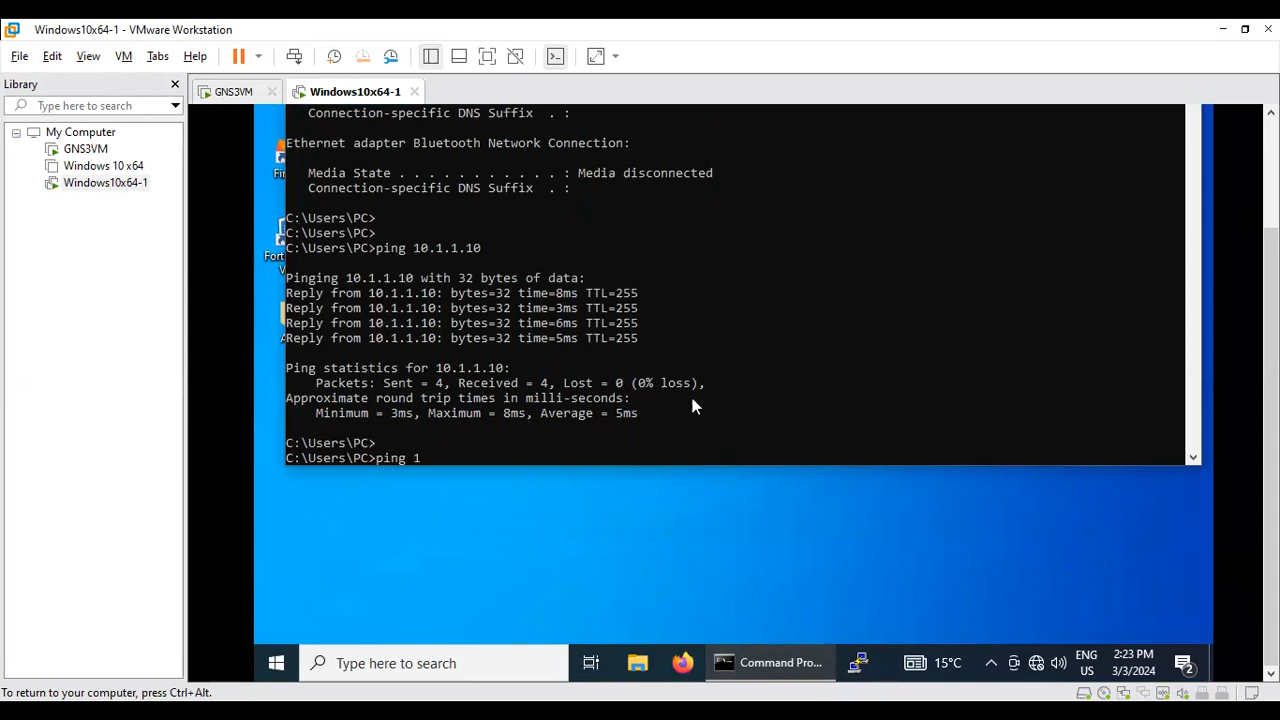 Windows10x64-1 - VMware Workstation
File Edit View VM Tabs Help
Library
Type here to search
My Computer
GNS3VM
Windows 10 x64
Windows10x64-1
GNS3VM
Windows10x64-1
Connection-specific DNS Suffix . :
Ethernet adapter Bluetooth Network Connection:
Media State . . . . . . . . . . . : Media disconnected
Connection-specific DNS Suffix . :
C:\Users\PC>
C:\Users\PC>
C:\Users\PC>ping 10.1.1.10
Pinging 10.1.1.10 with 32 bytes of data:
Reply from 10.1.1.10: bytes=32 time=8ms TTL=255
Reply from 10.1.1.10: bytes=32 time=3ms TTL=255
Reply from 10.1.1.10: bytes=32 time=6ms TTL=255
Reply from 10.1.1.10: bytes=32 time=5ms TTL=255
Ping statistics for 10.1.1.10:
Packets: Sent = 4, Received = 4, Lost = 0 (0% loss),
Approximate round trip times in milli-seconds:
Minimum = 3ms, Maximum = 8ms, Average = 5ms
C:\Users\PC>
C:\Users\PC>ping 1
Fir
Fort
V
A
Type here to search
Command Pro...
15°C
ENG
US
2:23 PM
3/3/2024
2
To return to your computer, press Ctrl+Alt.